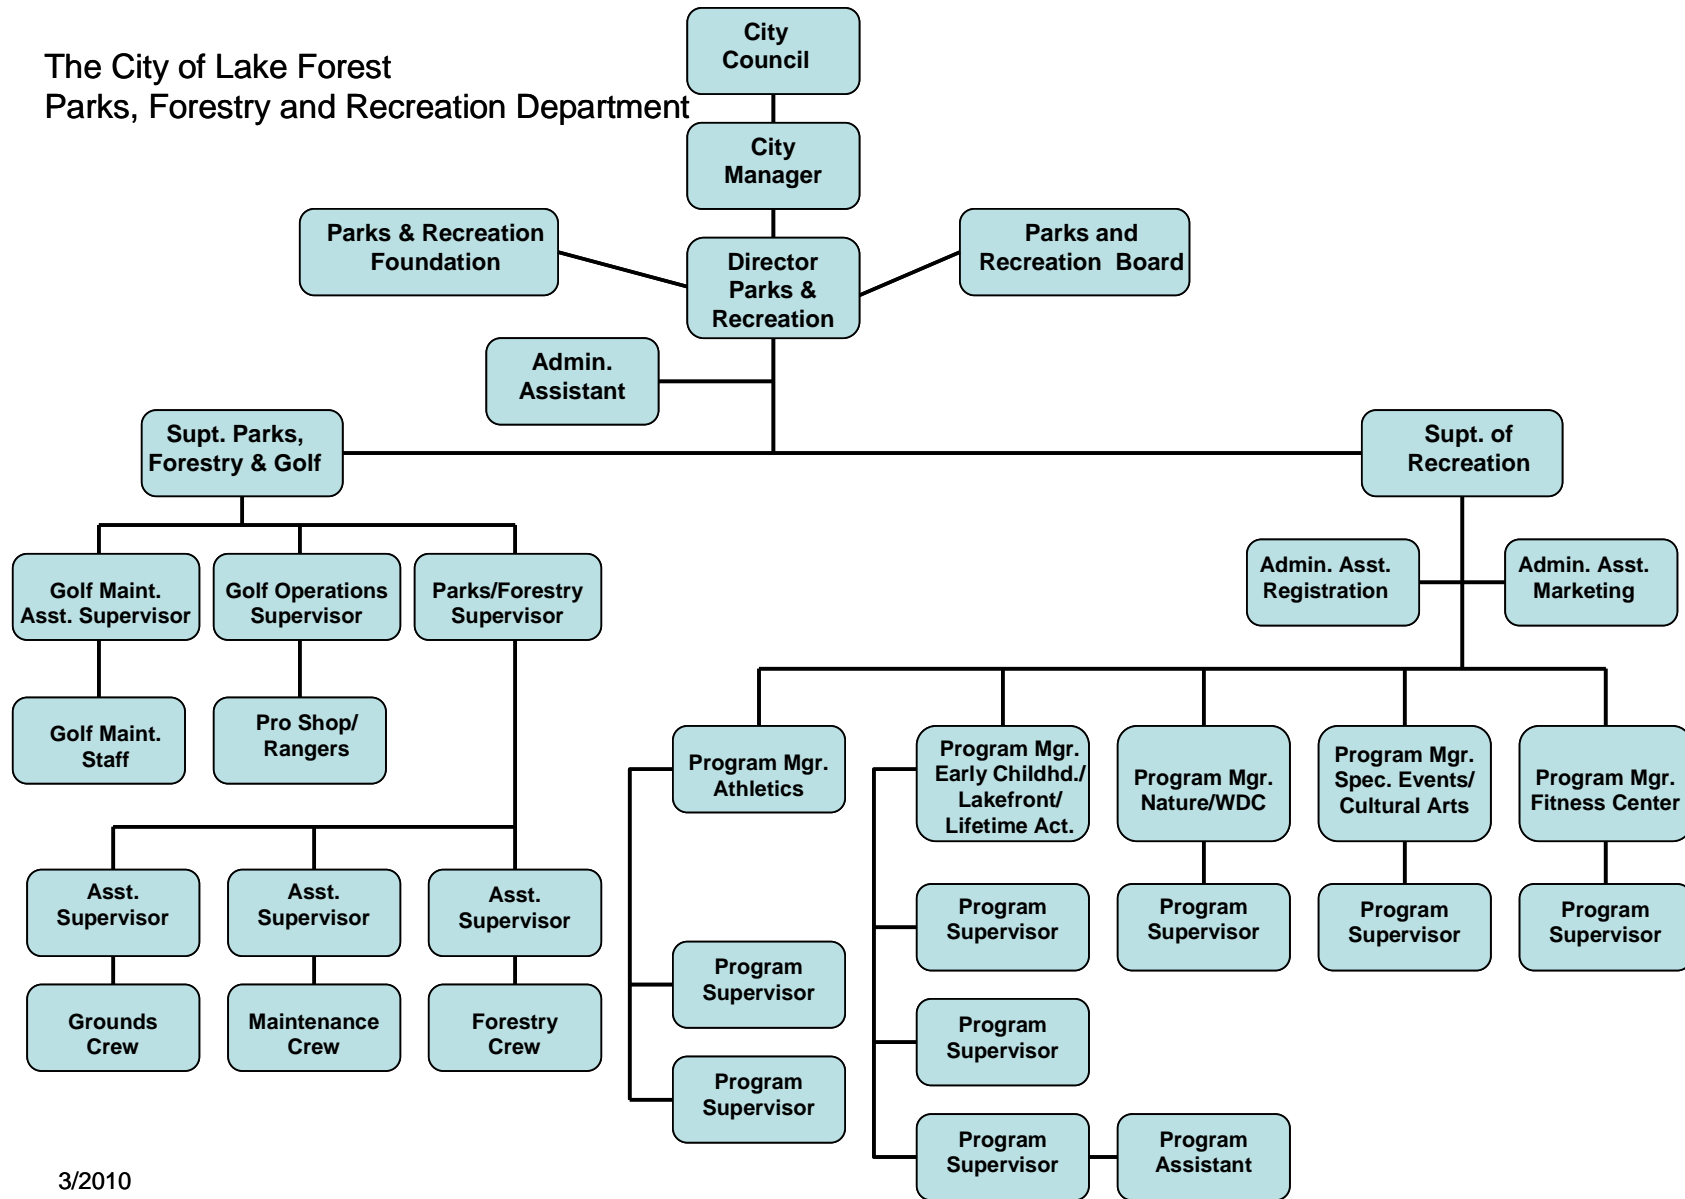 The City of Lake Forest
Parks, Forestry and Recreation Department
City
Council
City
Manager
Parks & Recreation
Foundation
Director
Parks &
Recreation
Parks and
Recreation Board
Admin.
Assistant
Supt. Parks,
Forestry & Golf
Supt. of
Recreation
Golf Maint.
Asst. Supervisor
Golf Operations
Supervisor
Parks/Forestry
Supervisor
Admin. Asst.
Registration
Admin. Asst.
Marketing
Golf Maint.
Staff
Pro Shop/
Rangers
Program Mgr.
Athletics
Program Mgr.
Early Childhd./
Lakefront/
Lifetime Act.
Program Mgr.
Nature/WDC
Program Mgr.
Spec. Events/
Cultural Arts
Program Mgr.
Fitness Center
Asst.
Supervisor
Asst.
Supervisor
Asst.
Supervisor
Program
Supervisor
Program
Supervisor
Program
Supervisor
Program
Supervisor
Program
Supervisor
Grounds
Crew
Maintenance
Crew
Forestry
Crew
Program
Supervisor
Program
Supervisor
Program
Supervisor
Program
Assistant
3/2010